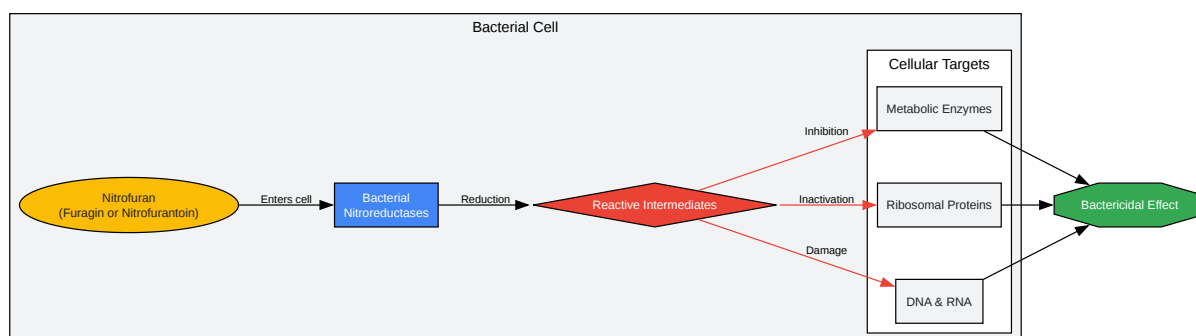 Bacterial Cell
Cellular Targets
Metabolic Enzymes
Inhibition
Nitrofuran
(Furagin or Nitrofurantoin)
Enters cell
Bacterial
Nitroreductases
Reduction
Reactive Intermediates
Inactivation
Ribosomal Proteins
Bactericidal Effect
Damage
DNA & RNA